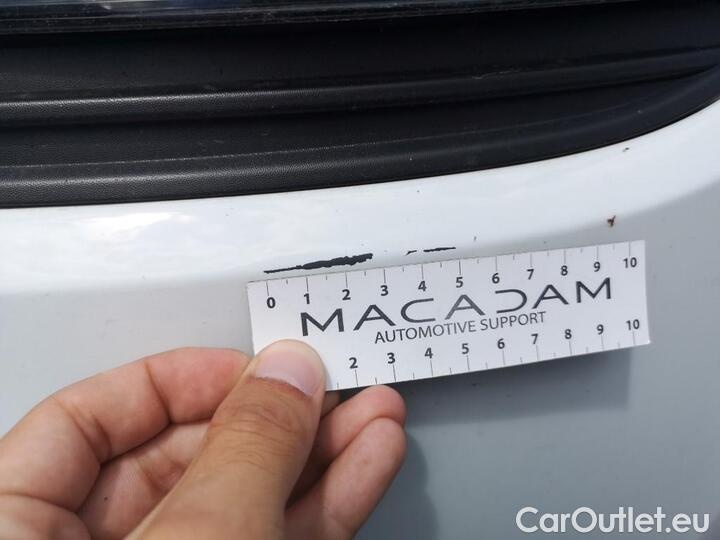 0 1 2 3 4 5 6 7 8 9 10
MACADAM
AUTOMOTIVE SUPPORT
2 3 4 5 6 7 8 9 10
CarOutlet.eu